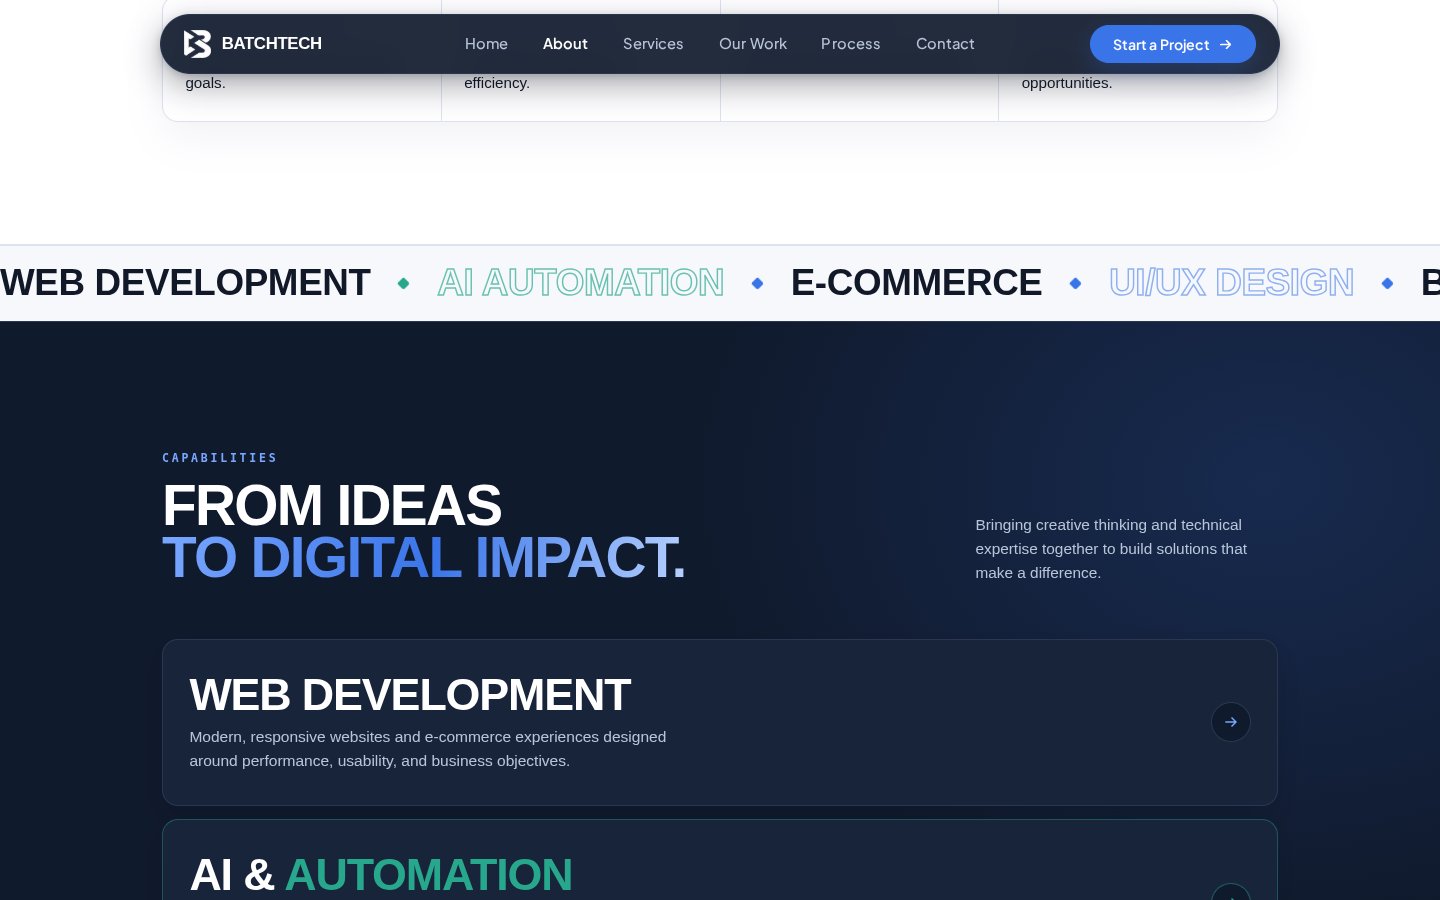 BATCHTECH
Home
About
Services
Our Work
Process
Contact
Start a Project
goals.
efficiency.
opportunities.
WEB DEVELOPMENT
AI AUTOMATION
E-COMMERCE
UI/UX DESIGN
CAPABILITIES
FROM IDEAS
TO DIGITAL IMPACT.
Bringing creative thinking and technical
expertise together to build solutions that
make a difference.
WEB DEVELOPMENT
Modern, responsive websites and e-commerce experiences designed
around performance, usability, and business objectives.
AI & AUTOMATION